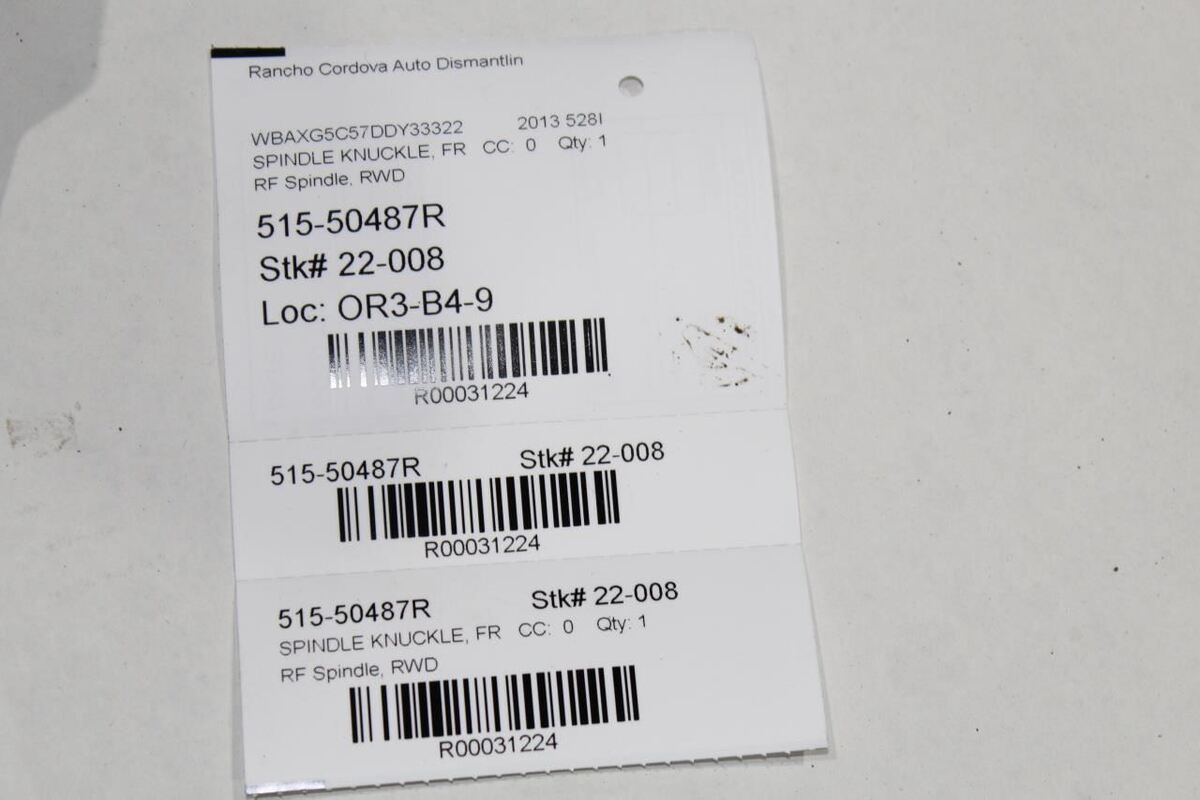 Rancho Cordova Auto Dismantlin
WBAXG5C57DDY33322 2013 528I
SPINDLE KNUCKLE, FR CC: 0 Qty: 1
RF Spindle, RWD
515-50487R
Stk# 22-008
Loc: OR3-B4-9
R00031224
515-50487R Stk# 22-008
R00031224
515-50487R Stk# 22-008
SPINDLE KNUCKLE, FR CC: 0 Qty: 1
RF Spindle, RWD
R00031224